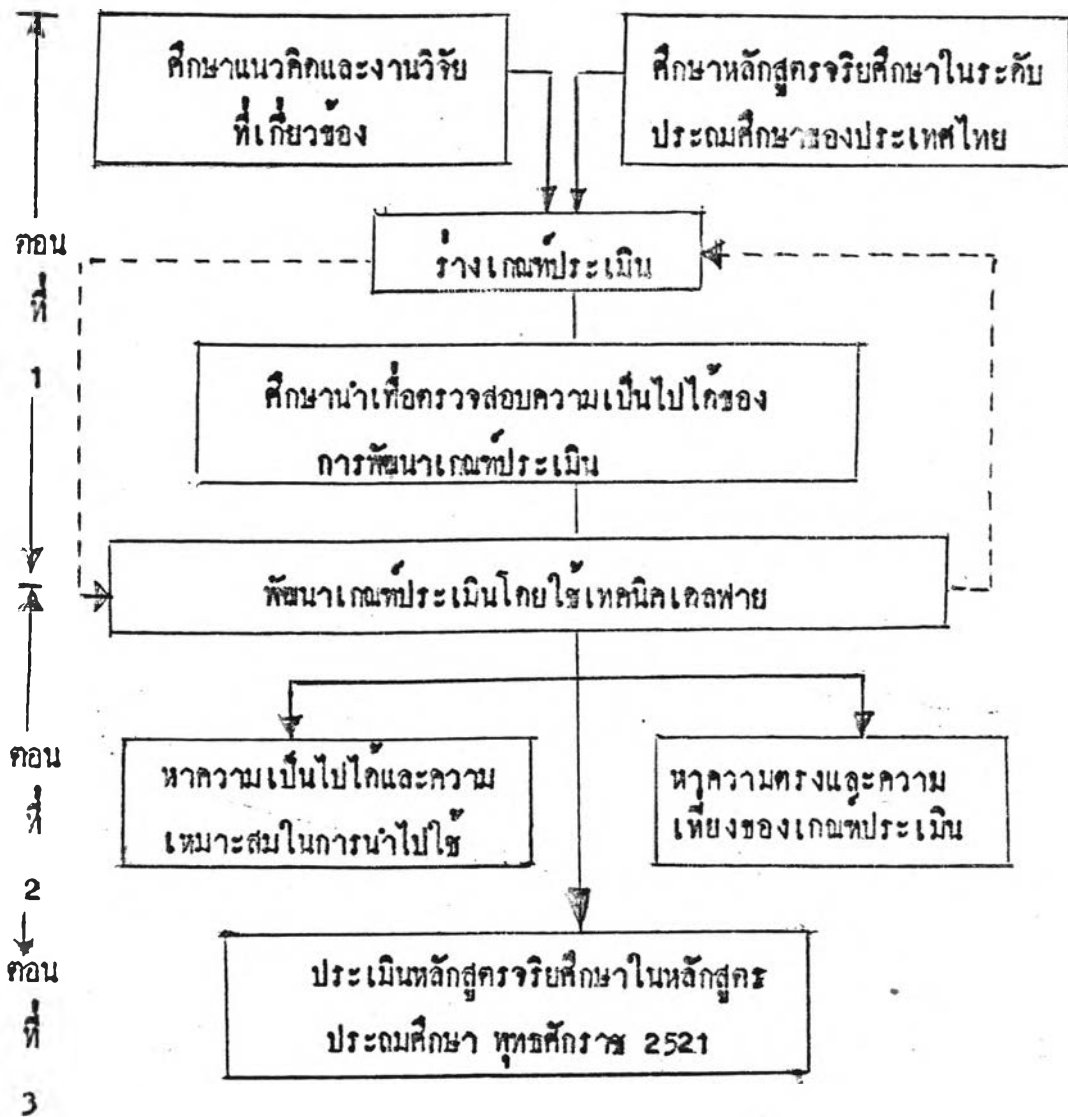 ศึกษาแนวคิดและงานวิจัย
ที่เกี่ยวข้อง
ศึกษาหลักสูตรจริยศึกษาในระดับ
ประถมศึกษาของประเทศไทย
ร่างเกณฑ์ประเมิน
ศึกษานำเพื่อตรวจสอบความเป็นไปได้ของ
การพัฒนาเกณฑ์ประเมิน
พัฒนาเกณฑ์ประเมินโดยใช้เทคนิคเดลฟาย
หาความเป็นไปได้และความ
เหมาะสมในการนำไปใช้
หาความตรงและความ
เที่ยงของเกณฑ์ประเมิน
ประเมินหลักสูตรจริยศึกษาในหลักสูตร
ประถมศึกษา พุทธศักราช 2521
ตอน
ที่
1
ตอน
ที่
2
ตอน
ที่
3